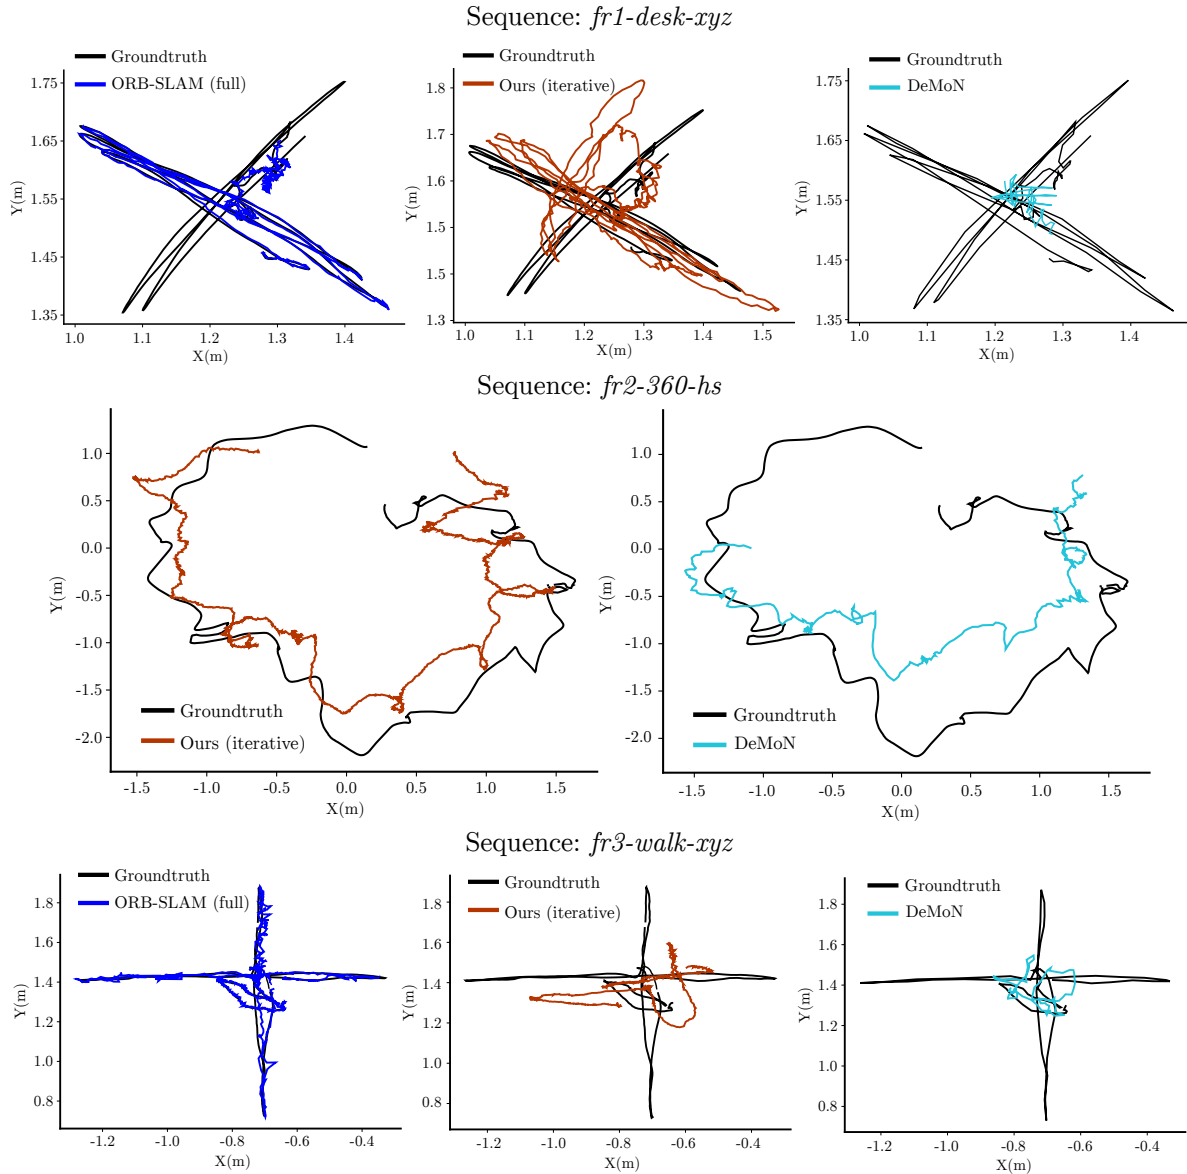 Sequence: fr1-desk-xyz
Groundtruth
ORB-SLAM (full)
1.75
1.65
1.55
1.45
1.35
Y(m)
1.0
1.1
1.2
1.3
1.4
X(m)
Groundtruth
Ours (iterative)
1.8
1.7
1.6
1.5
1.5
1.3
Y(m)
1.0
1.1
1.2
1.3
1.4
1.5
X(m)
Groundtruth
DeMoN
1.75
1.65
1.55
1.45
1.35
Y(m)
1.0
1.1
1.2
1.3
1.4
X(m)
Sequence: fr2-360-hs
1.0
0.5
0.0
-0.5
-1.0
-1.5
-2.0
Y(m)
Groundtruth
Ours (iterative)
-1.5
-1.0
-0.5
0.0
0.5
1.0
1.5
X(m)
1.0
0.5
0.0
-0.5
-1.0
-1.5
-2.0
Y(m)
Groundtruth
DeMoN
-1.5
-1.0
-0.5
0.0
0.5
1.0
1.5
X(m)
Sequence: fr3-walk-xyz
Groundtruth
ORB-SLAM (full)
1.8
1.6
1.4
1.2
1.0
0.8
Y(m)
-1.2
-1.0
-0.8
-0.6
-0.4
X(m)
Groundtruth
Ours (iterative)
1.8
1.6
1.4
1.2
1.0
0.8
Y(m)
-1.2
-1.0
-0.8
-0.6
-0.4
X(m)
Groundtruth
DeMoN
1.8
1.6
1.4
1.2
1.0
0.8
Y(m)
-1.2
-1.0
-0.8
-0.6
-0.4
X(m)